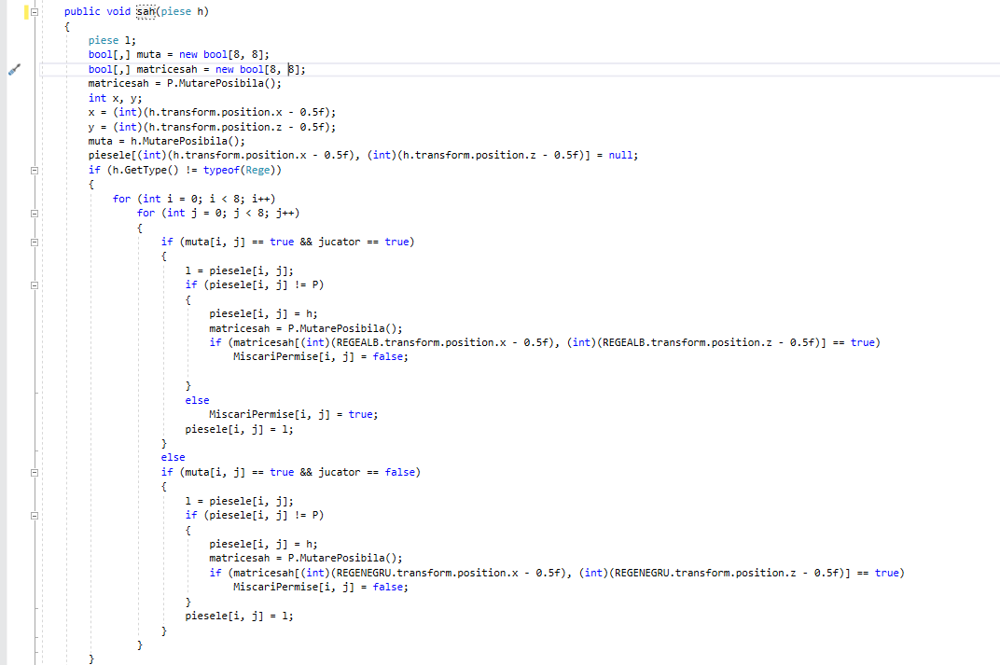 public void sah(piese h)
{
piese l;
bool[,] muta = new bool[8, 8];
bool[,] matricesah = new bool[8, 8];
matricesah = P.MutarePosibila();
int x, y;
x = (int)(h.transform.position.x - 0.5f);
y = (int)(h.transform.position.z - 0.5f);
muta = h.MutarePosibila();
piesele[(int)(h.transform.position.x - 0.5f), (int)(h.transform.position.z - 0.5f)] = null;
if (h.GetType() != typeof(Rege))
{
for (int i = 0; i < 8; i++)
for (int j = 0; j < 8; j++)
{
if (muta[i, j] == true && jucator == true)
{
l = piesele[i, j];
if (piesele[i, j] != P)
{
piesele[i, j] = h;
matricesah = P.MutarePosibila();
if (matricesah[(int)(REGEALB.transform.position.x - 0.5f), (int)(REGEALB.transform.position.z - 0.5f)] == true)
MiscariPermise[i, j] = false;
}
else
MiscariPermise[i, j] = true;
piesele[i, j] = l;
}
else
if (muta[i, j] == true && jucator == false)
{
l = piesele[i, j];
if (piesele[i, j] != P)
{
piesele[i, j] = h;
matricesah = P.MutarePosibila();
if (matricesah[(int)(REGENEGRU.transform.position.x - 0.5f), (int)(REGENEGRU.transform.position.z - 0.5f)] == true)
MiscariPermise[i, j] = false;
}
piesele[i, j] = l;
}
}
}